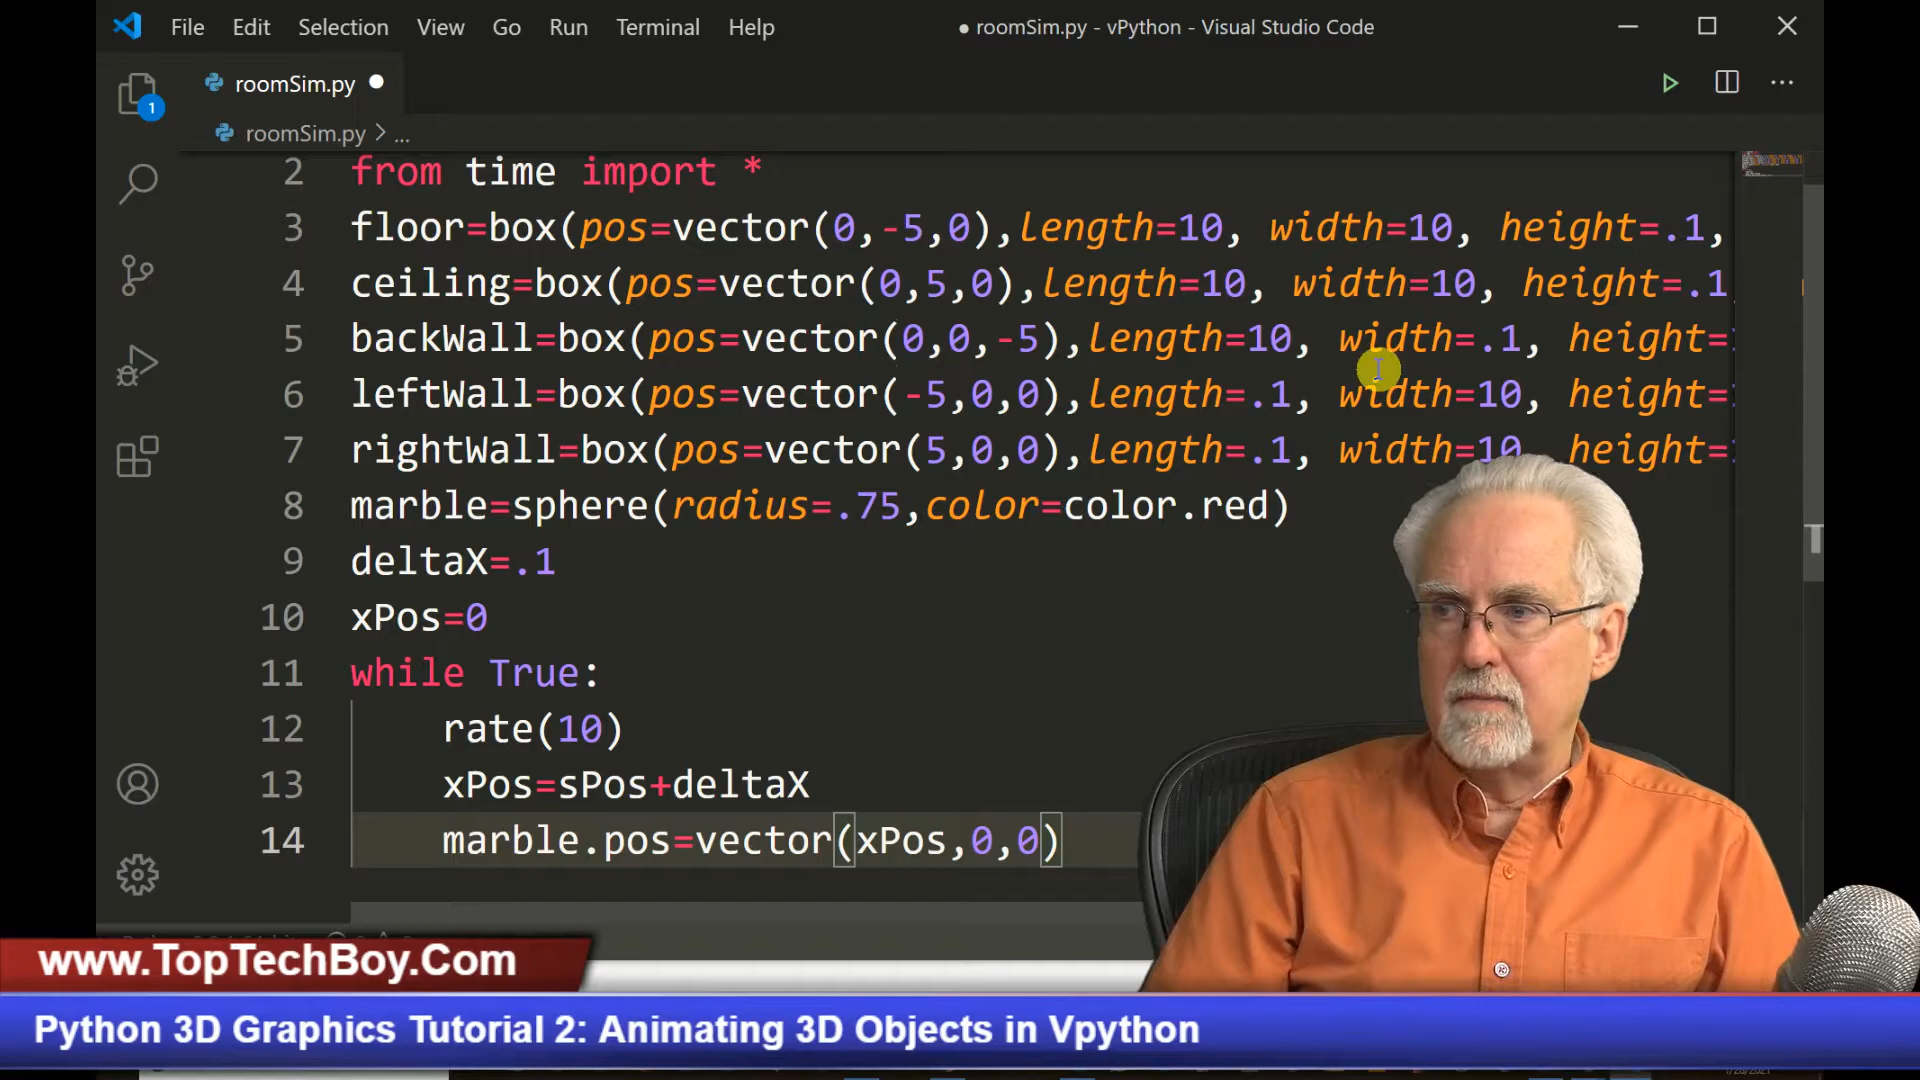 File Edit Selection View Go Run Terminal Help
● roomSim.py - vPython - Visual Studio Code
roomSim.py
roomSim.py > ...
1
2 from time import *
3 floor=box(pos=vector(0,-5,0),length=10, width=10, height=.1,
4 ceiling=box(pos=vector(0,5,0),length=10, width=10, height=.1
5 backWall=box(pos=vector(0,0,-5),length=10, width=.1, height=
6 leftWall=box(pos=vector(-5,0,0),length=.1, width=10, height=
7 rightWall=box(pos=vector(5,0,0),length=.1, width=10, height=
8 marble=sphere(radius=.75,color=color.red)
9 deltaX=.1
10 xPos=0
11 while True:
12 rate(10)
13 xPos=sPos+deltaX
14 marble.pos=vector(xPos,0,0)
www.TopTechBoy.Com
Python 3D Graphics Tutorial 2: Animating 3D Objects in Vpython